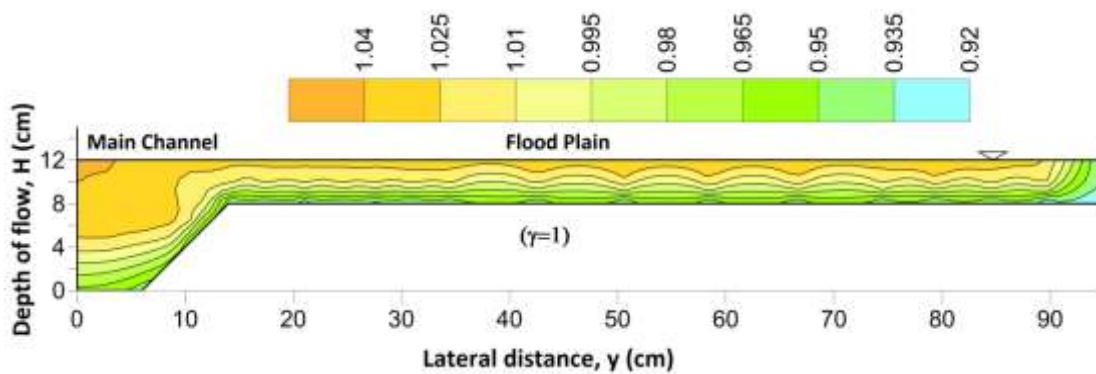 1.04 1.025 1.01 0.995 0.98 0.965 0.95 0.935 0.92
Main Channel Flood Plain
Depth of flow, H (cm)
12
8
4
0
(γ=1)
0 10 20 30 40 50 60 70 80 90
Lateral distance, y (cm)